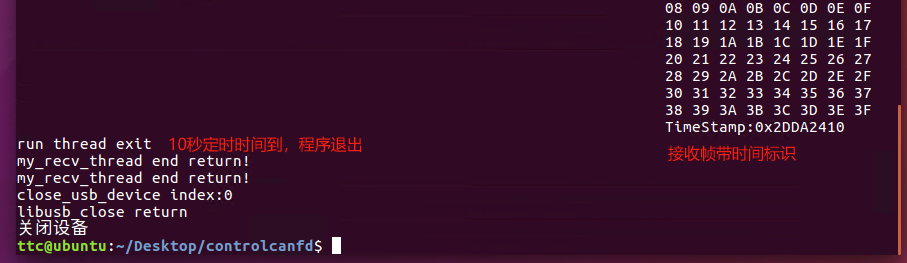 08 09 0A 0B 0C 0D 0E 0F
10 11 12 13 14 15 16 17
18 19 1A 1B 1C 1D 1E 1F
20 21 22 23 24 25 26 27
28 29 2A 2B 2C 2D 2E 2F
30 31 32 33 34 35 36 37
38 39 3A 3B 3C 3D 3E 3F
TimeStamp:0x2DDA2410
接收帧带时间标识
run thread exit 10秒定时时间到，程序退出
my_recv_thread end return!
my_recv_thread end return!
close_usb_device index:0
libusb_close return
关闭设备
ttc@ubuntu:~/Desktop/controlcanfd$